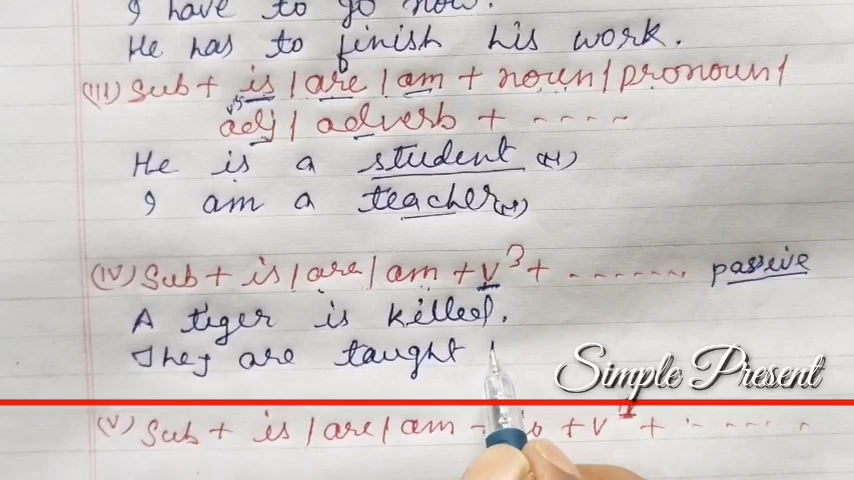 I have to go now.
He has to finish his work.
(III) Sub + is / are / am + noun / pronoun /
v5
adj / adverb + - - - -
He is a student (N)
I am a teacher (N)
(IV) Sub + is / are / am + v3 + - - - - - - - passive
A tiger is killed.
They are taught
Simple Present
(V) Sub + is / are / am + v + - - - - -